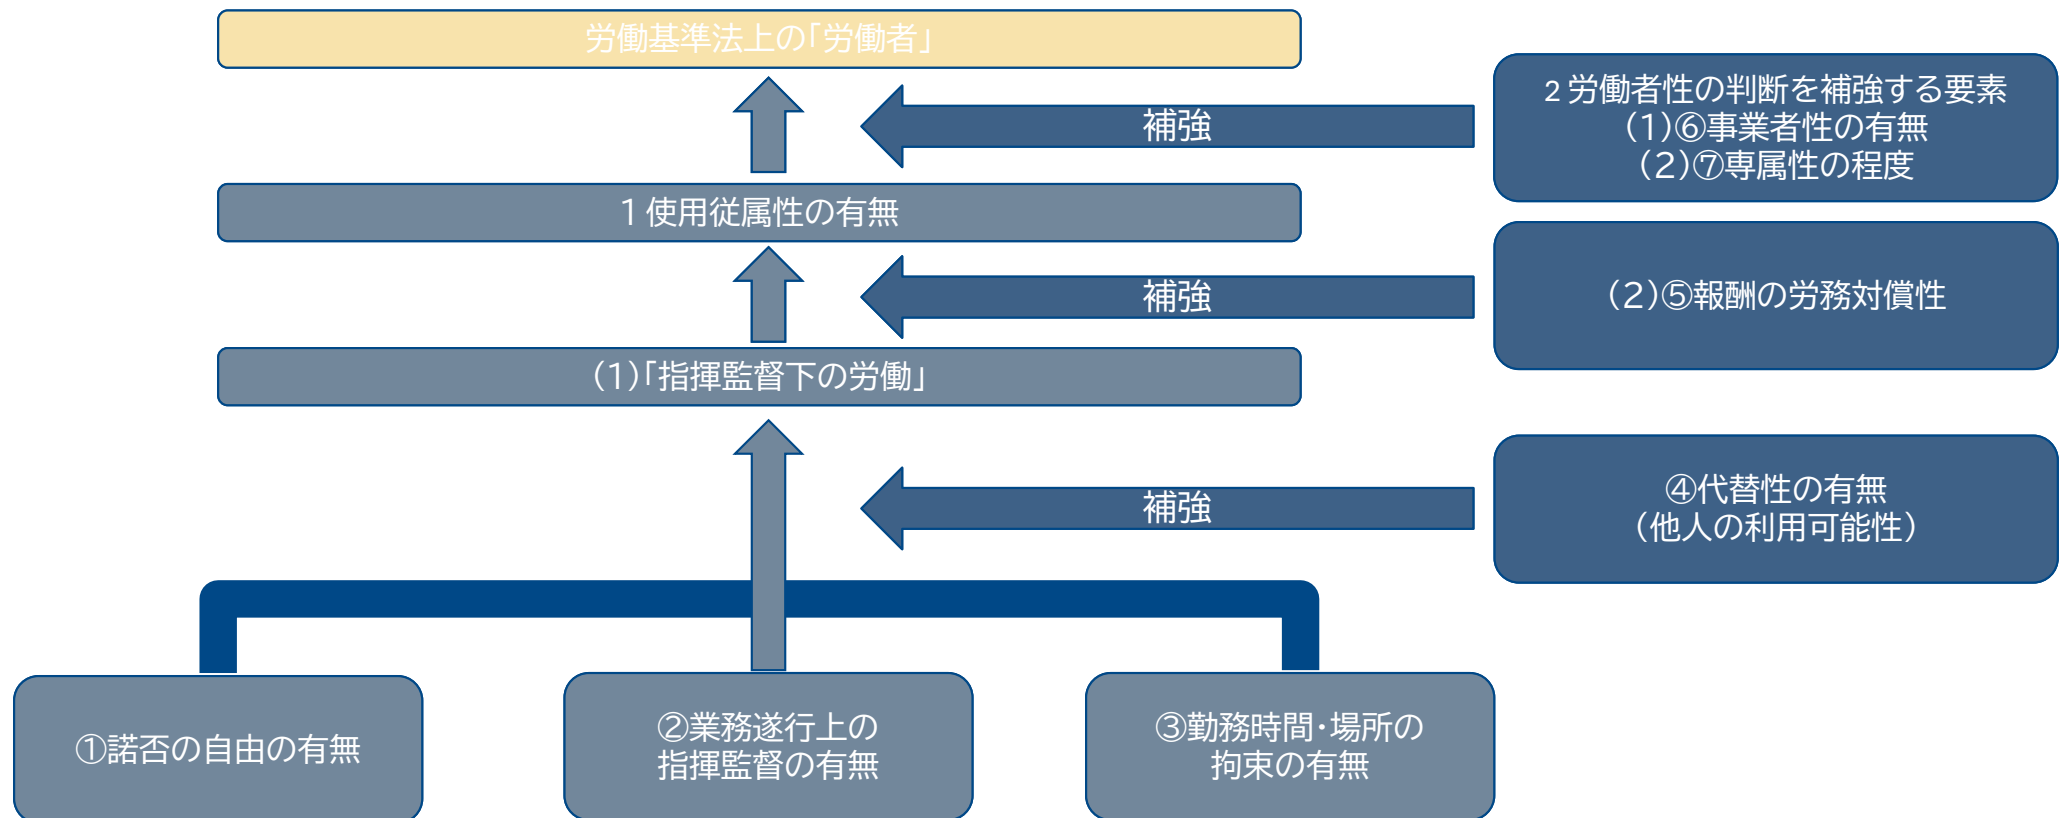 労働基準法上の「労働者」
補強
2 労働者性の判断を補強する要素
(1)⑥事業者性の有無
(2)⑦専属性の程度
1 使用従属性の有無
補強
(2)⑤報酬の労務対償性
(1)「指揮監督下の労働」
補強
④代替性の有無
(他人の利用可能性)
①諾否の自由の有無
②業務遂行上の
指揮監督の有無
③勤務時間・場所の
拘束の有無